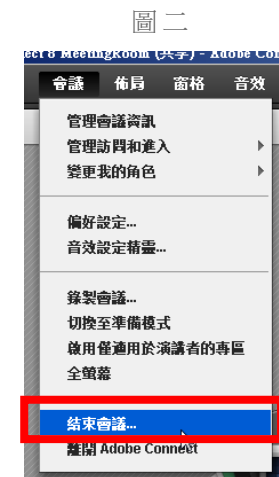 圖二
ect 8 MeetingRoom (共享) - Adobe Con
會議 佈局 窗格 音效
管理會議資訊
管理訪問和進入
變更我的角色
偏好設定...
音效設定精靈...
錄製會議...
切換至準備模式
啟用僅適用於演講者的專區
全螢幕
結束會議...
離開 Adobe Connect